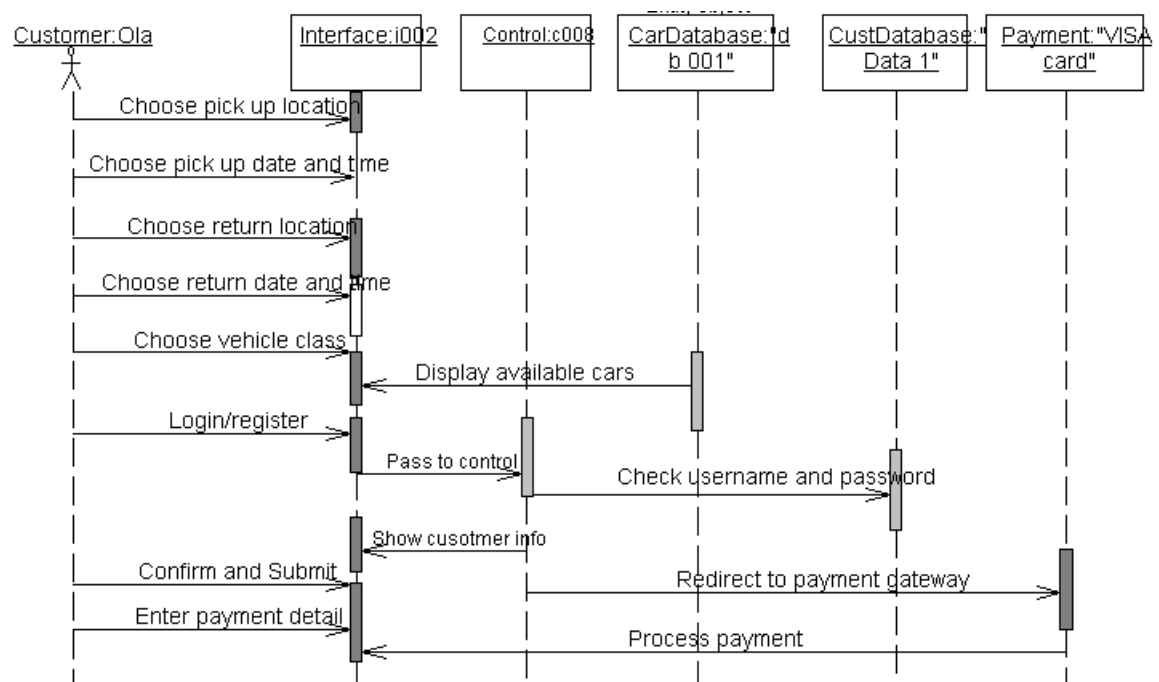 Customer:Ola
Interface:i002
Control:c008
CarDatabase:"d
b 001"
CustDatabase:"
Data 1"
Payment:"VISA
card"
Choose pick up location
Choose pick up date and time
Choose return location
Choose return date and time
Choose vehicle class
Display available cars
Login/register
Pass to control
Check username and password
Show cusotmer info
Confirm and Submit
Redirect to payment gateway
Enter payment detail
Process payment